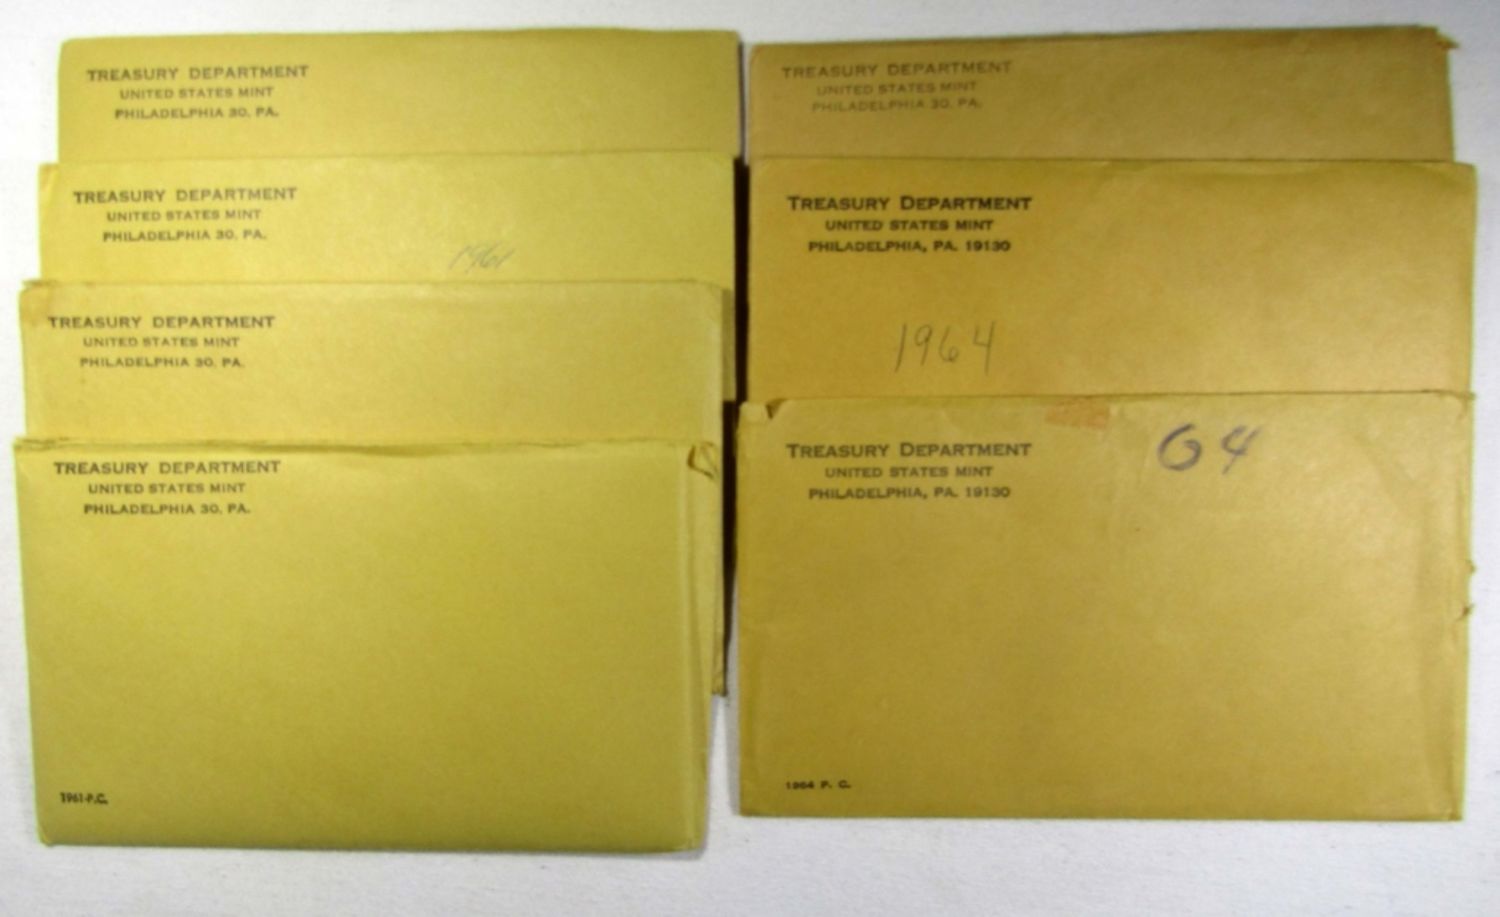 TREASURY DEPARTMENT
UNITED STATES MINT
PHILADELPHIA 30, PA.
TREASURY DEPARTMENT
UNITED STATES MINT
PHILADELPHIA 30, PA.
1961
TREASURY DEPARTMENT
UNITED STATES MINT
PHILADELPHIA 30, PA.
TREASURY DEPARTMENT
UNITED STATES MINT
PHILADELPHIA 30, PA.
1961-P.C.
TREASURY DEPARTMENT
UNITED STATES MINT
PHILADELPHIA 30, PA.
TREASURY DEPARTMENT
UNITED STATES MINT
PHILADELPHIA, PA. 19130
1964
TREASURY DEPARTMENT
UNITED STATES MINT
PHILADELPHIA, PA. 19130
64
1964 P. C.